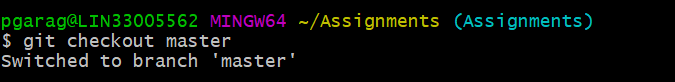 pgarag@LIN33005562 MINGW64 ~/Assignments (Assignments)
$ git checkout master
Switched to branch 'master'